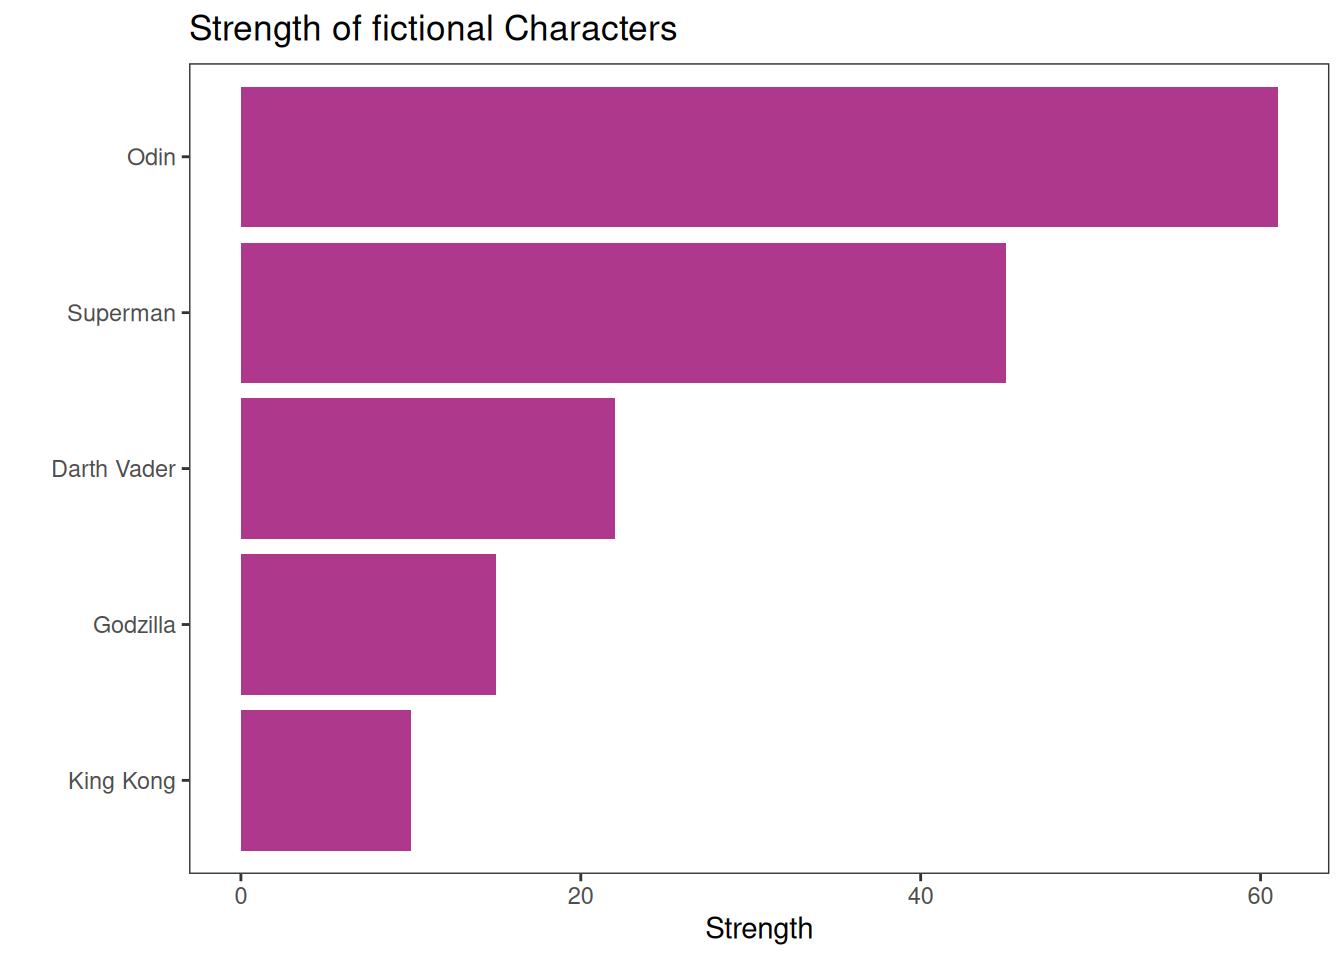 Strength of fictional Characters
Odin
Superman
Darth Vader
Godzilla
King Kong
0 20 40 60
Strength